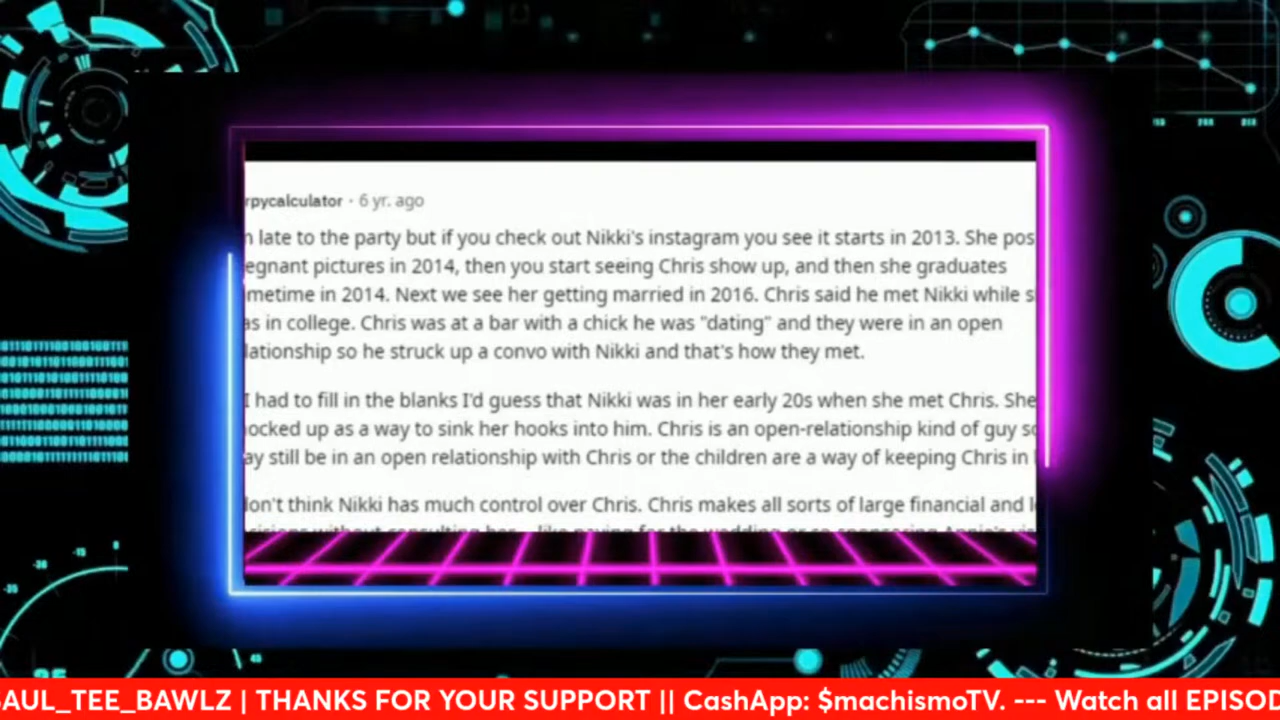 rpycalculator · 6 yr. ago
late to the party but if you check out Nikki's instagram you see it starts in 2013. She pos
egnant pictures in 2014, then you start seeing Chris show up, and then she graduates
metime in 2014. Next we see her getting married in 2016. Chris said he met Nikki while s
as in college. Chris was at a bar with a chick he was "dating" and they were in an open
lationship so he struck up a convo with Nikki and that's how they met.
I had to fill in the blanks I'd guess that Nikki was in her early 20s when she met Chris. She
ocked up as a way to sink her hooks into him. Chris is an open-relationship kind of guy so
ay still be in an open relationship with Chris or the children are a way of keeping Chris in
don't think Nikki has much control over Chris. Chris makes all sorts of large financial and
AUL_TEE_BAWLZ | THANKS FOR YOUR SUPPORT || CashApp: $machismoTV. --- Watch all EPISOD